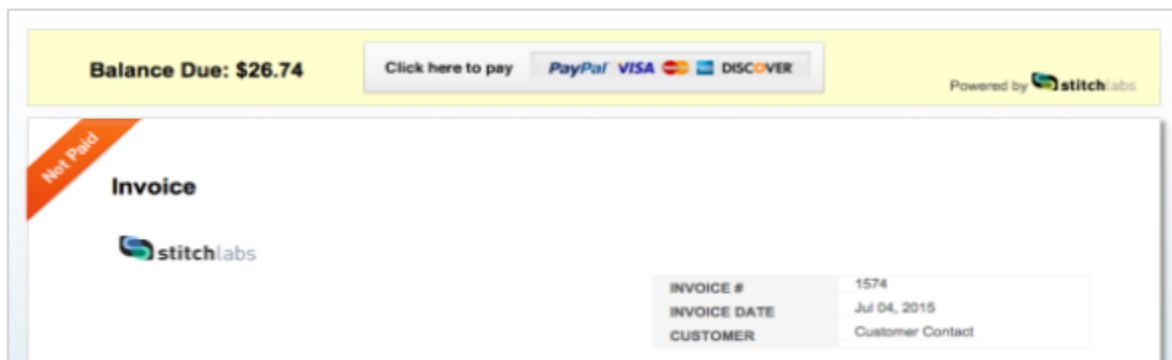 Balance Due: $26.74
Click here to pay PayPal VISA DISCOVER
Powered by stitchlabs
Not Paid
Invoice
stitchlabs
INVOICE # 1574
INVOICE DATE Jul 04, 2015
CUSTOMER Customer Contact